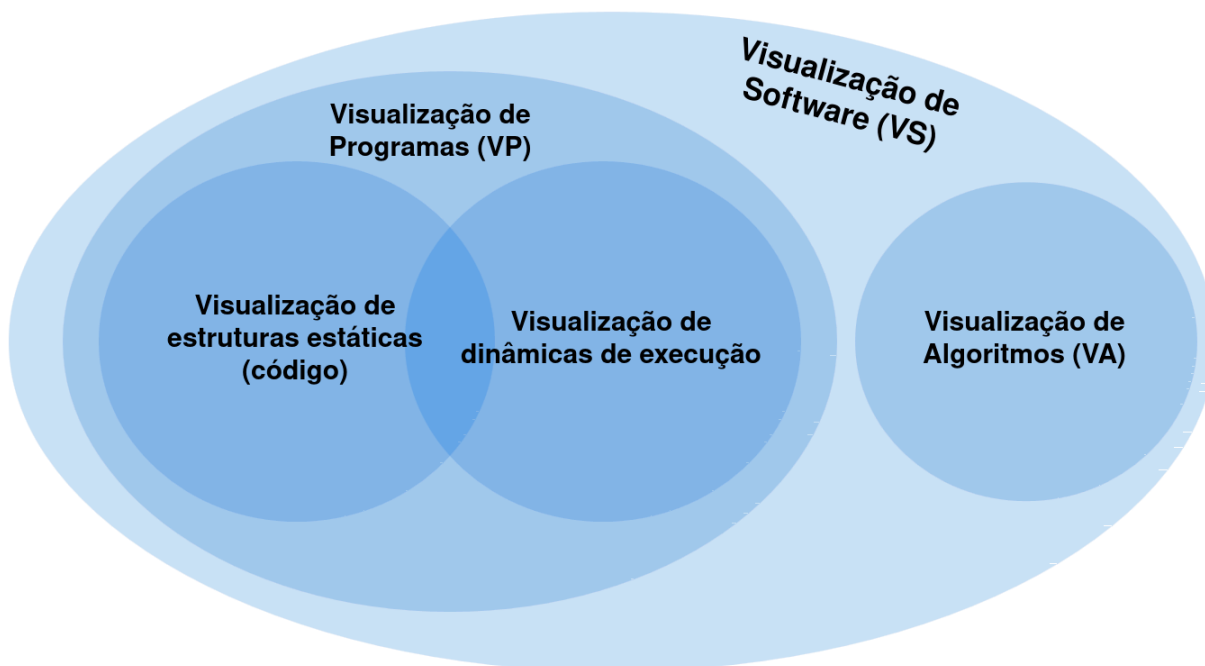 Visualização de
Software (VS)
Visualização de
Programas (VP)
Visualização de
estruturas estáticas
(código)
Visualização de
dinâmicas de execução
Visualização de
Algoritmos (VA)